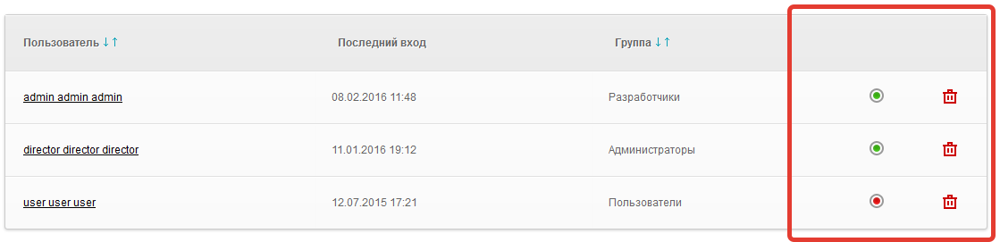 Пользователь ↓↑ Последний вход Группа ↓↑
admin admin admin 08.02.2016 11:48 Разработчики
director director director 11.01.2016 19:12 Администраторы
user user user 12.07.2015 17:21 Пользователи